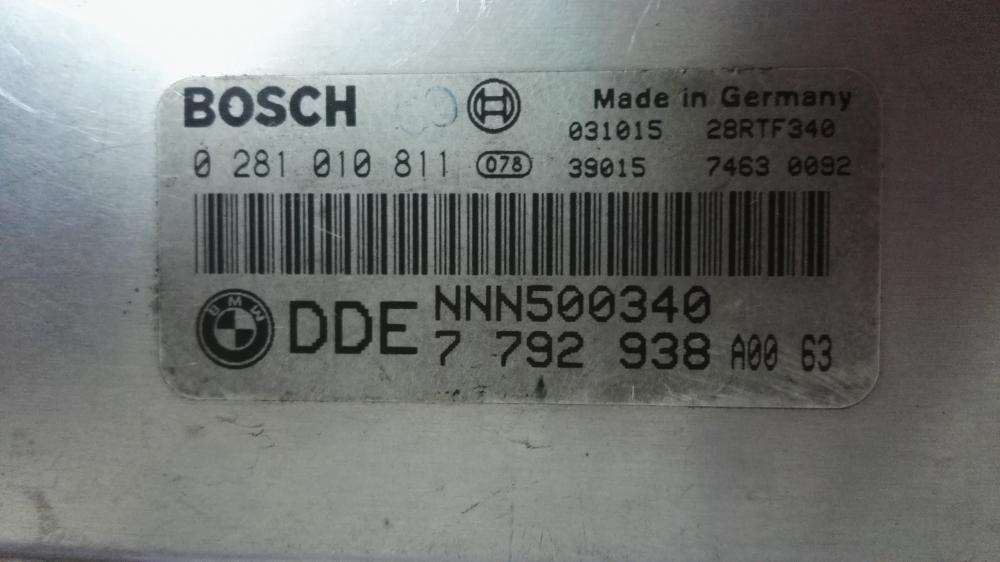 BOSCH
Made in Germany
031015 28RTF340
0 281 010 811 078 39015 7463 0092
BMW
DDE NNN500340
7 792 938 A00 63